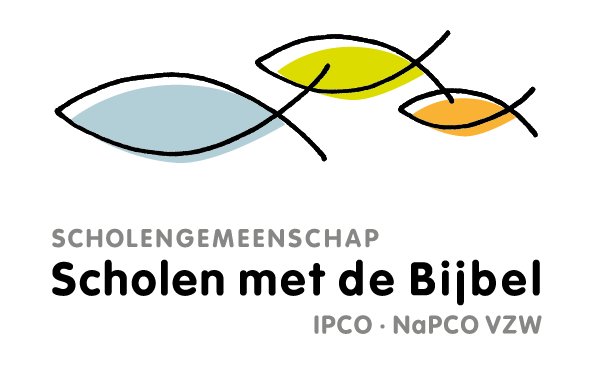 SCHOLENGEMEENSCHAP
Scholen met de Bijbel
IPCO · NaPCO VZW